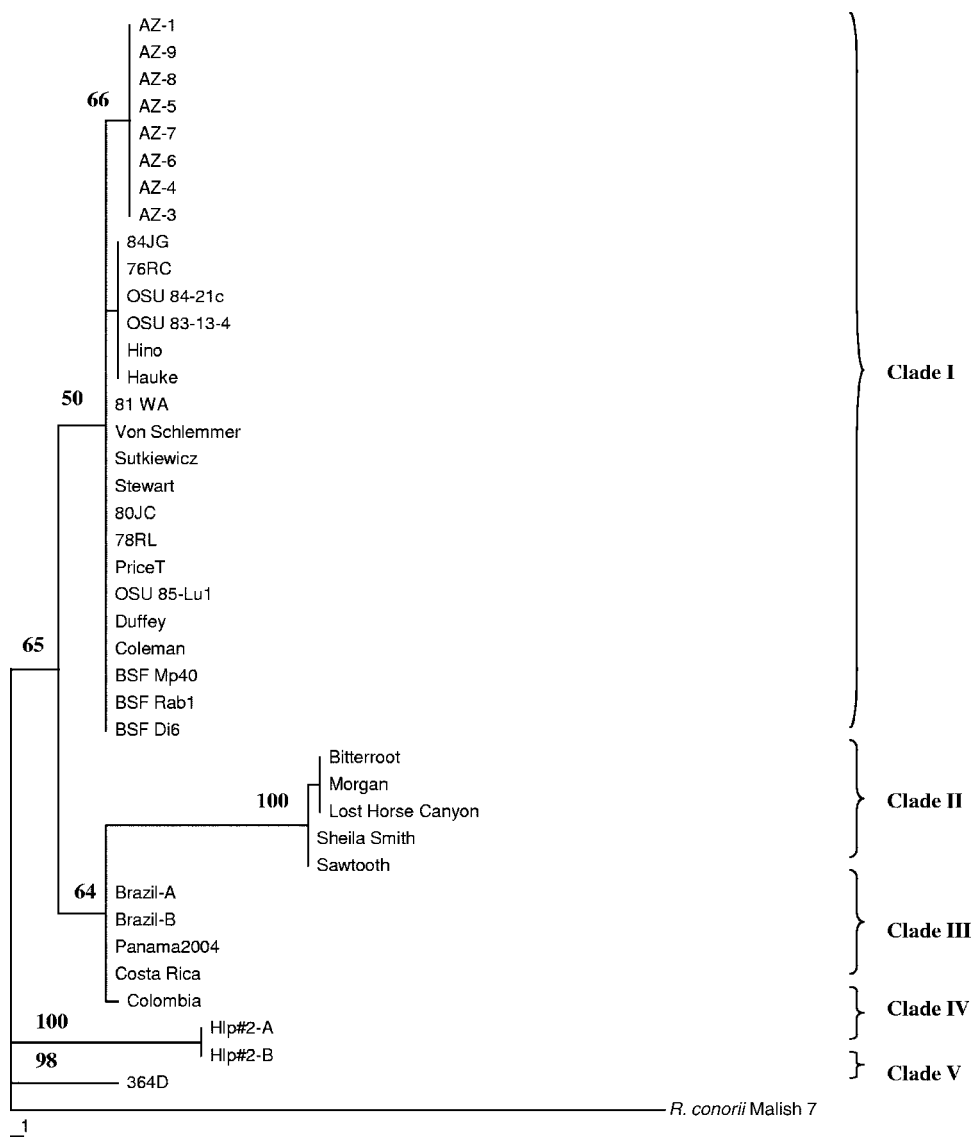 AZ-1
AZ-9
AZ-8
66
AZ-5
AZ-7
AZ-6
AZ-4
AZ-3
84JG
76RC
OSU 84-21c
OSU 83-13-4
Hino
Hauke
Clade I
50
81 WA
Von Schlemmer
Sutkiewicz
Stewart
80JC
78RL
PriceT
OSU 85-Lu1
Duffey
Coleman
65
BSF Mp40
BSF Rab1
BSF Di6
Bitterroot
Morgan
100
Lost Horse Canyon
Clade II
Sheila Smith
Sawtooth
64
Brazil-A
Brazil-B
Clade III
Panama2004
Costa Rica
Colombia
Clade IV
100
Hlp#2-A
Hlp#2-B
98
Clade V
364D
R. conorii Malish 7
1